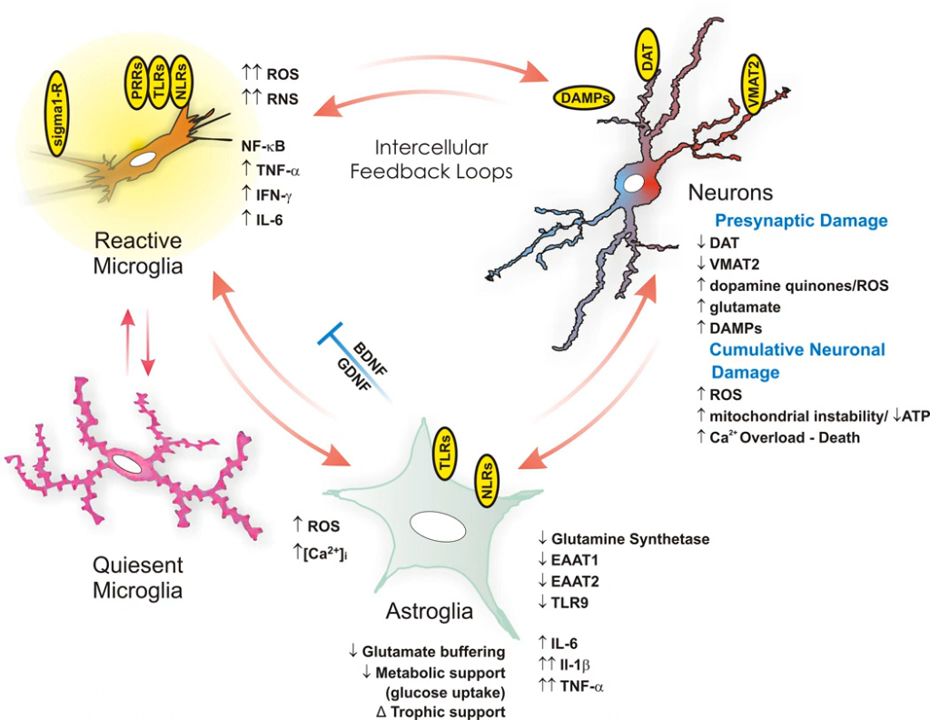 sigma1-R
PRRs
TLRs
NLRs
↑↑ ROS
↑↑ RNS
NF-κB
↑ TNF-α
↑ IFN-γ
↑ IL-6
Reactive
Microglia
Intercellular
Feedback Loops
DAMPs
DAT
VMAT2
Neurons
Presynaptic Damage
↓ DAT
↓ VMAT2
↑ dopamine quinones/ROS
↑ glutamate
↑ DAMPs
Cumulative Neuronal
Damage
↑ ROS
↑ mitochondrial instability/ ↓ATP
↑ Ca²⁺ Overload - Death
BDNF
GDNF
Quiesent
Microglia
TLRs
NLRs
↑ ROS
↑[Ca²⁺]i
Astroglia
↓ Glutamate buffering
↓ Metabolic support
(glucose uptake)
Δ Trophic support
↓ Glutamine Synthetase
↓ EAAT1
↓ EAAT2
↓ TLR9
↑ IL-6
↑↑ Il-1β
↑↑ TNF-α